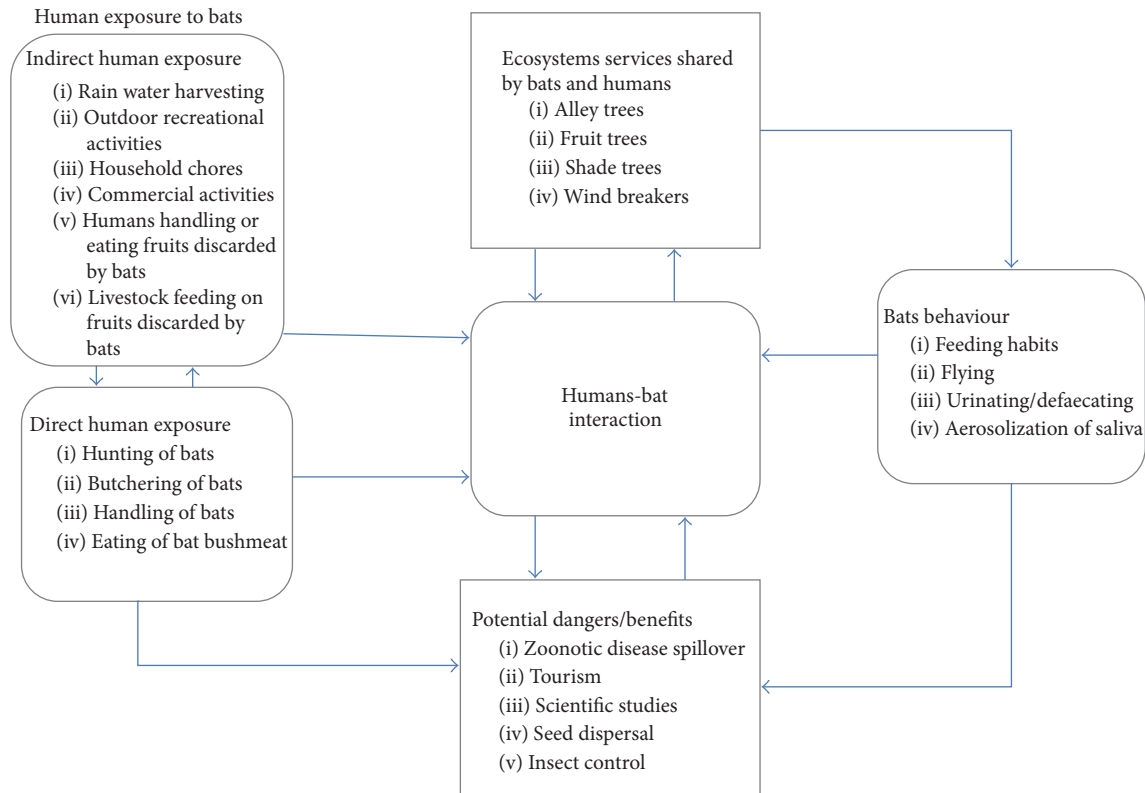 Human exposure to bats
Indirect human exposure
(i) Rain water harvesting
(ii) Outdoor recreational
activities
(iii) Household chores
(iv) Commercial activities
(v) Humans handling or
eating fruits discarded
by bats
(vi) Livestock feeding on
fruits discarded by
bats
Direct human exposure
(i) Hunting of bats
(ii) Butchering of bats
(iii) Handling of bats
(iv) Eating of bat bushmeat
Ecosystems services shared
by bats and humans
(i) Alley trees
(ii) Fruit trees
(iii) Shade trees
(iv) Wind breakers
Humans-bat
interaction
Potential dangers/benefits
(i) Zoonotic disease spillover
(ii) Tourism
(iii) Scientific studies
(iv) Seed dispersal
(v) Insect control
Bats behaviour
(i) Feeding habits
(ii) Flying
(iii) Urinating/defaecating
(iv) Aerosolization of saliva